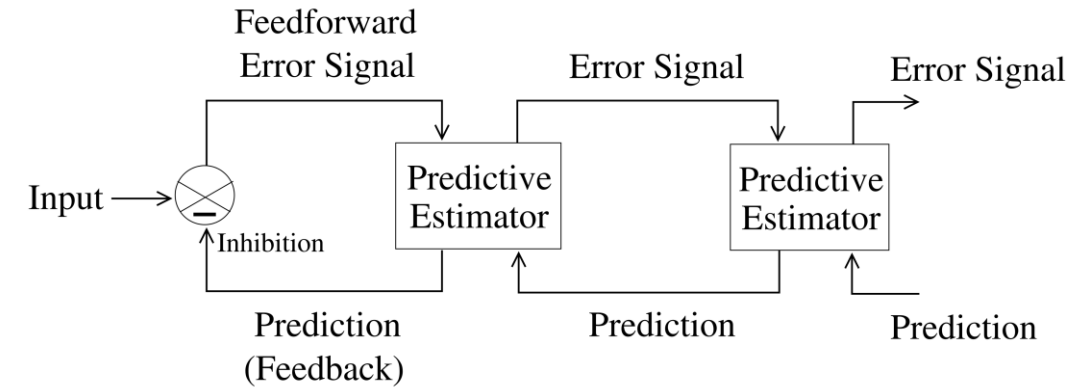 Feedforward
Error Signal
Error Signal
Error Signal
Input
Predictive
Estimator
Predictive
Estimator
Inhibition
Prediction
(Feedback)
Prediction
Prediction